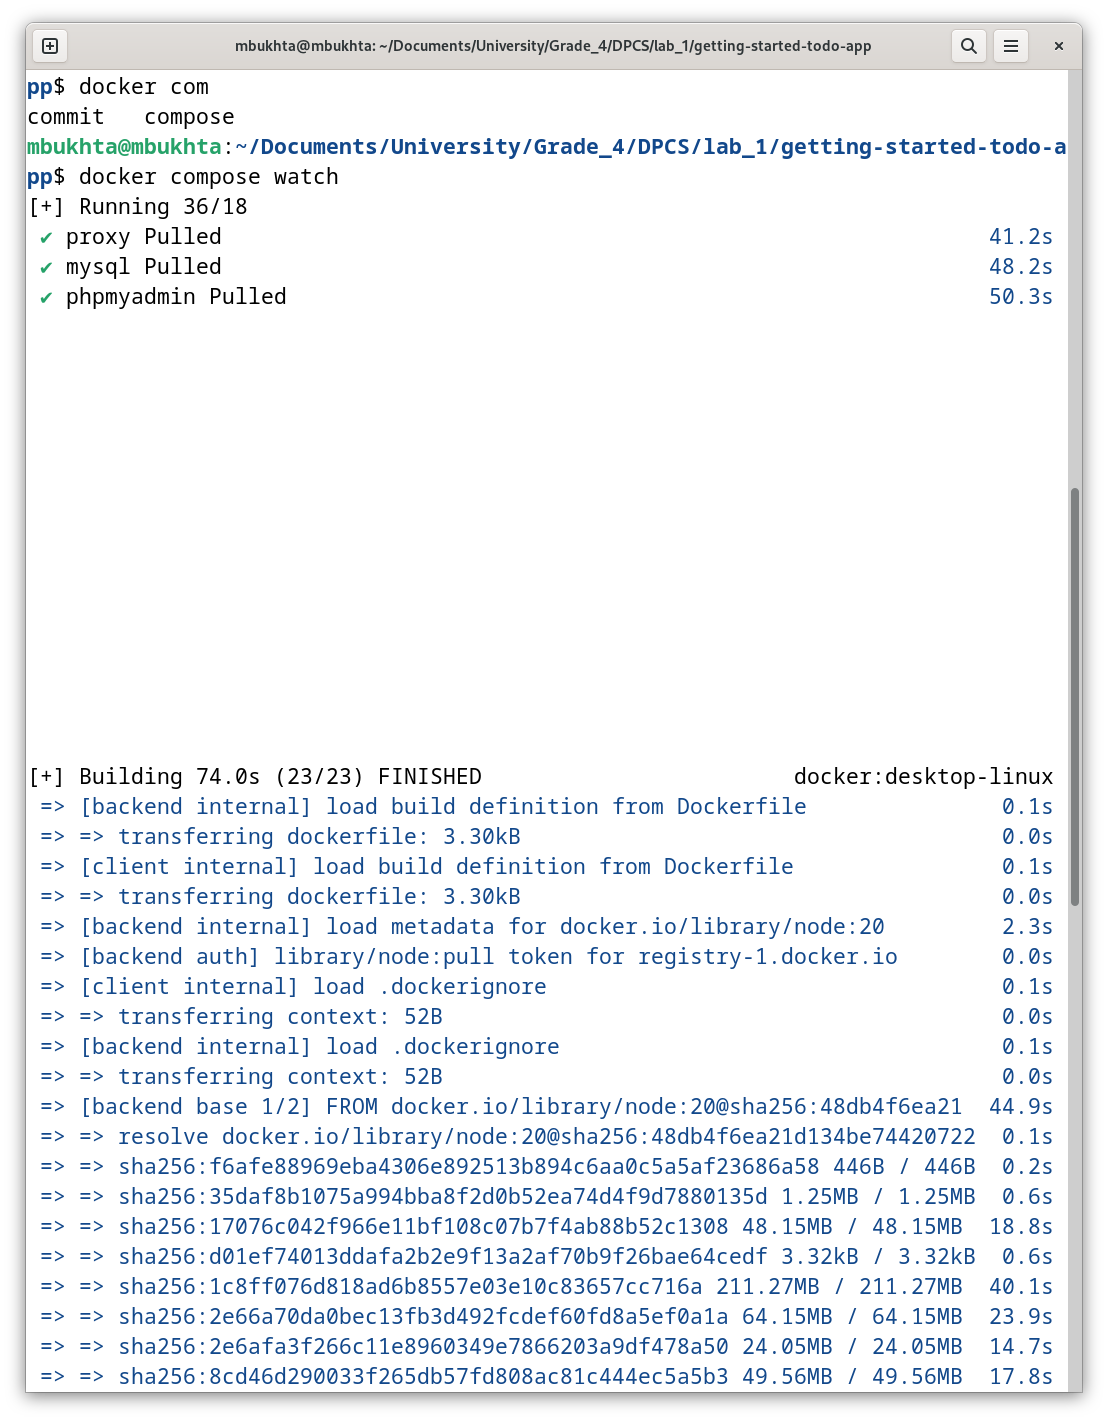 mbukhta@mbukhta: ~/Documents/University/Grade_4/DPCS/lab_1/getting-started-todo-app
pp$ docker com
commit   compose
mbukhta@mbukhta:~/Documents/University/Grade_4/DPCS/lab_1/getting-started-todo-a
pp$ docker compose watch
[+] Running 36/18
✔ proxy Pulled 41.2s
✔ mysql Pulled 48.2s
✔ phpmyadmin Pulled 50.3s
[+] Building 74.0s (23/23) FINISHED docker:desktop-linux
=> [backend internal] load build definition from Dockerfile 0.1s
=> => transferring dockerfile: 3.30kB 0.0s
=> [client internal] load build definition from Dockerfile 0.1s
=> => transferring dockerfile: 3.30kB 0.0s
=> [backend internal] load metadata for docker.io/library/node:20 2.3s
=> [backend auth] library/node:pull token for registry-1.docker.io 0.0s
=> [client internal] load .dockerignore 0.1s
=> => transferring context: 52B 0.0s
=> [backend internal] load .dockerignore 0.1s
=> => transferring context: 52B 0.0s
=> [backend base 1/2] FROM docker.io/library/node:20@sha256:48db4f6ea21 44.9s
=> => resolve docker.io/library/node:20@sha256:48db4f6ea21d134be74420722 0.1s
=> => sha256:f6afe88969eba4306e892513b894c6aa0c5a5af23686a58 446B / 446B 0.2s
=> => sha256:35daf8b1075a994bba8f2d0b52ea74d4f9d7880135d 1.25MB / 1.25MB 0.6s
=> => sha256:17076c042f966e11bf108c07b7f4ab88b52c1308 48.15MB / 48.15MB 18.8s
=> => sha256:d01ef74013ddafa2b2e9f13a2af70b9f26bae64cedf 3.32kB / 3.32kB 0.6s
=> => sha256:1c8ff076d818ad6b8557e03e10c83657cc716a 211.27MB / 211.27MB 40.1s
=> => sha256:2e66a70da0bec13fb3d492fcdef60fd8a5ef0a1a 64.15MB / 64.15MB 23.9s
=> => sha256:2e6afa3f266c11e8960349e7866203a9df478a50 24.05MB / 24.05MB 14.7s
=> => sha256:8cd46d290033f265db57fd808ac81c444ec5a5b3 49.56MB / 49.56MB 17.8s